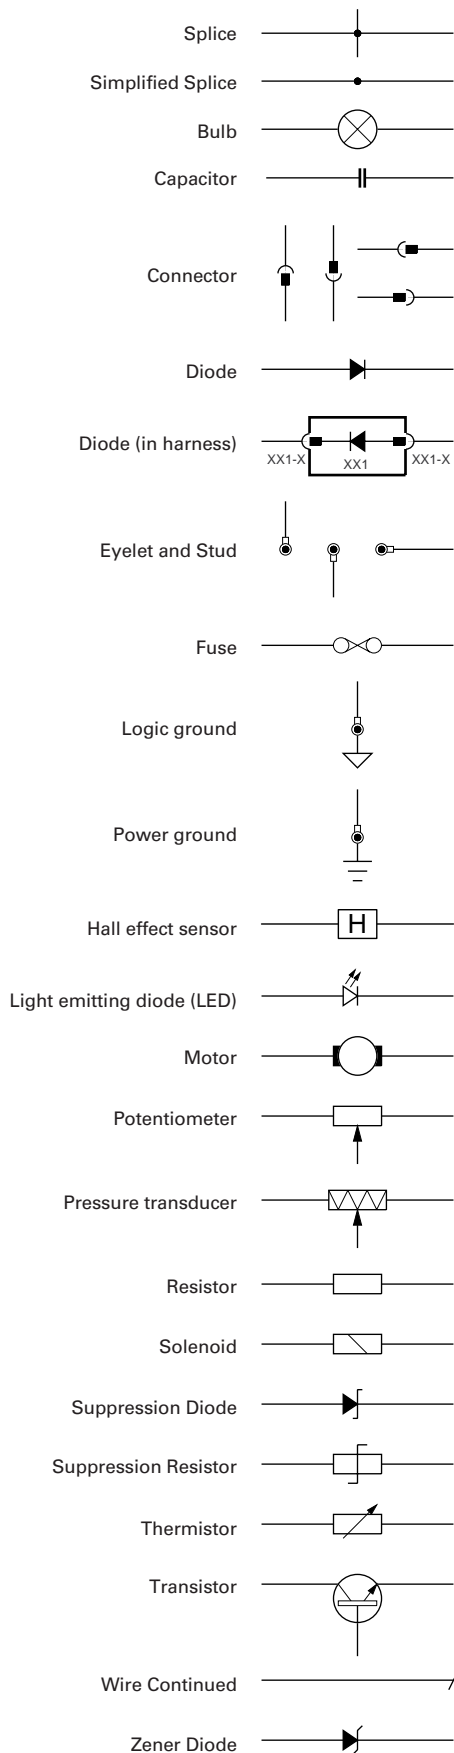 Splice
Simplified Splice
Bulb
Capacitor
Connector
Diode
Diode (in harness)
XX1-X XX1 XX1-X
Eyelet and Stud
Fuse
Logic ground
Power ground
Hall effect sensor H
Light emitting diode (LED)
Motor
Potentiometer
Pressure transducer
Resistor
Solenoid
Suppression Diode
Suppression Resistor
Thermistor
Transistor
Wire Continued
Zener Diode